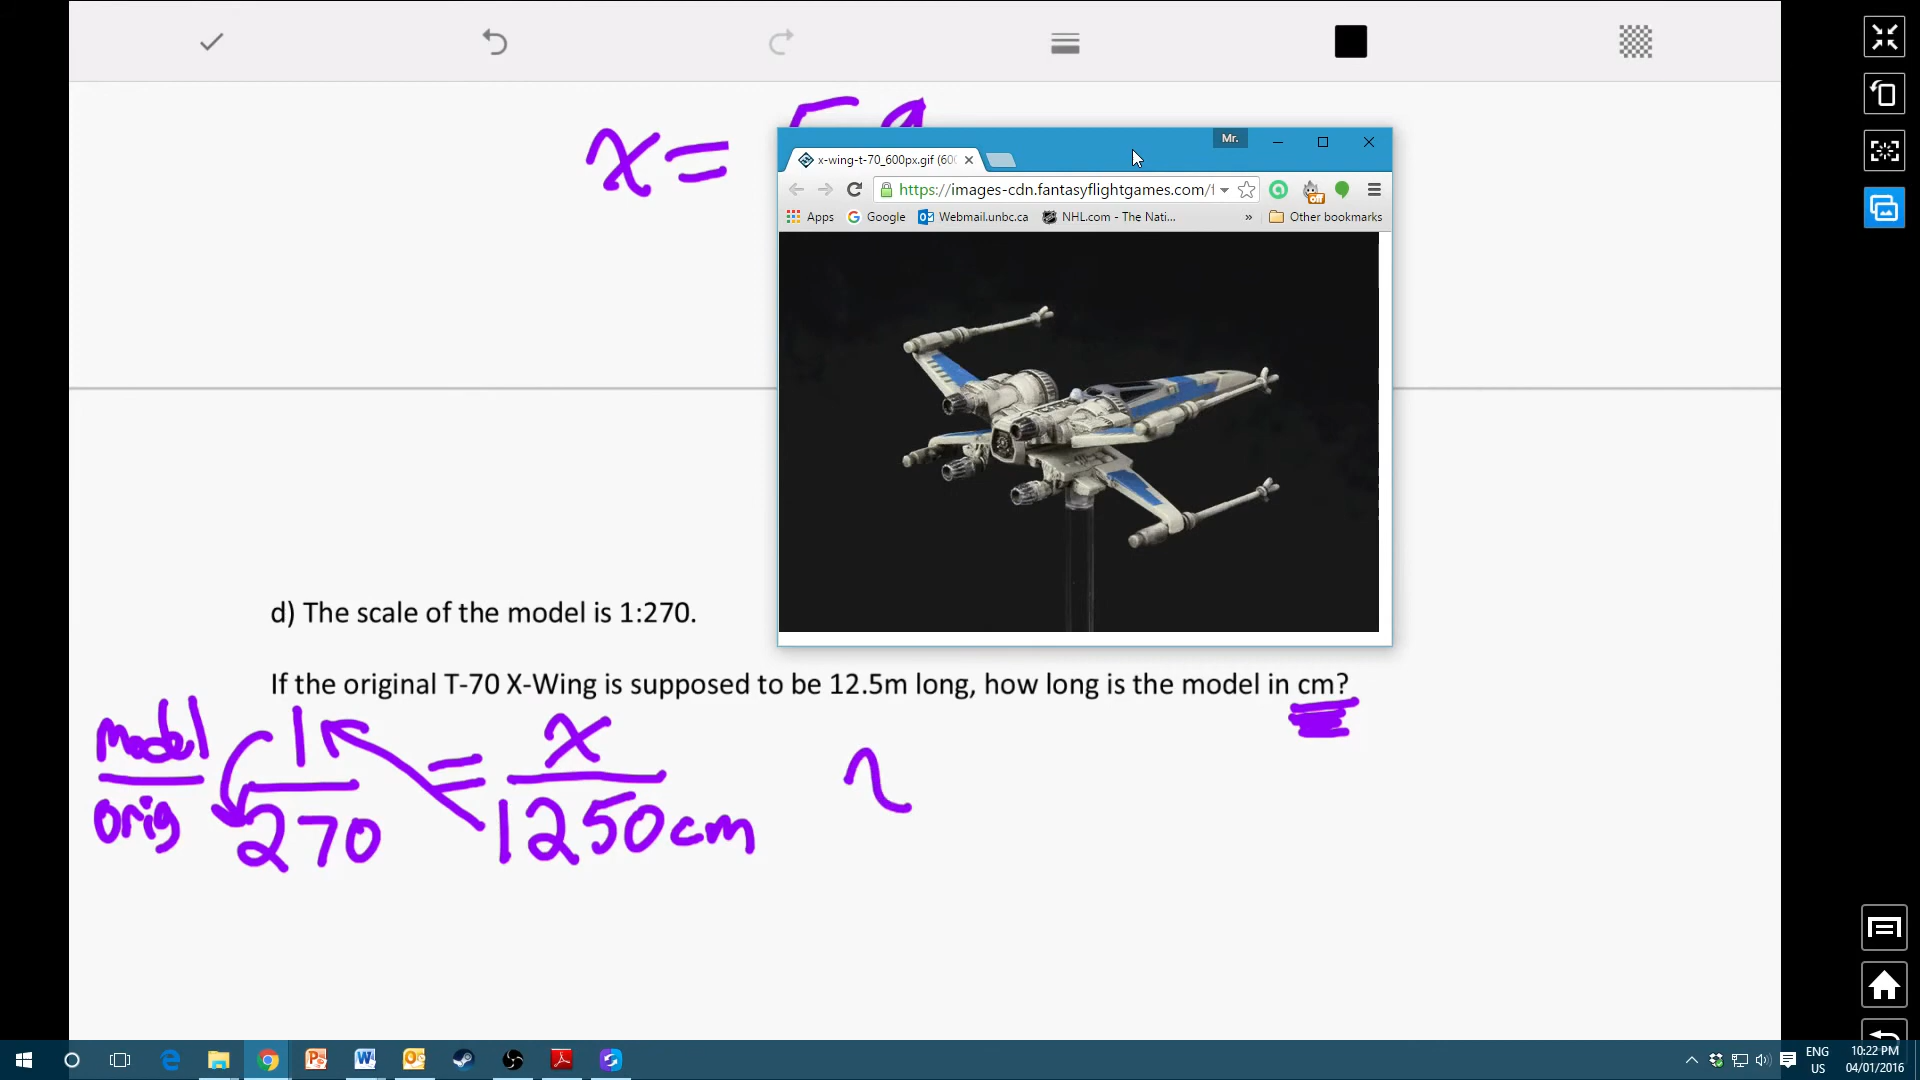 x=
Mr.
x-wing-t-70_600px.gif (600
https://images-cdn.fantasyflightgames.com/f
Apps Google Webmail.unbc.ca NHL.com - The Nati... » Other bookmarks
d) The scale of the model is 1:270.
If the original T-70 X-Wing is supposed to be 12.5m long, how long is the model in cm?
model
orig
1
270
=
x
1250cm
ENG
US
10:22 PM
04/01/2016